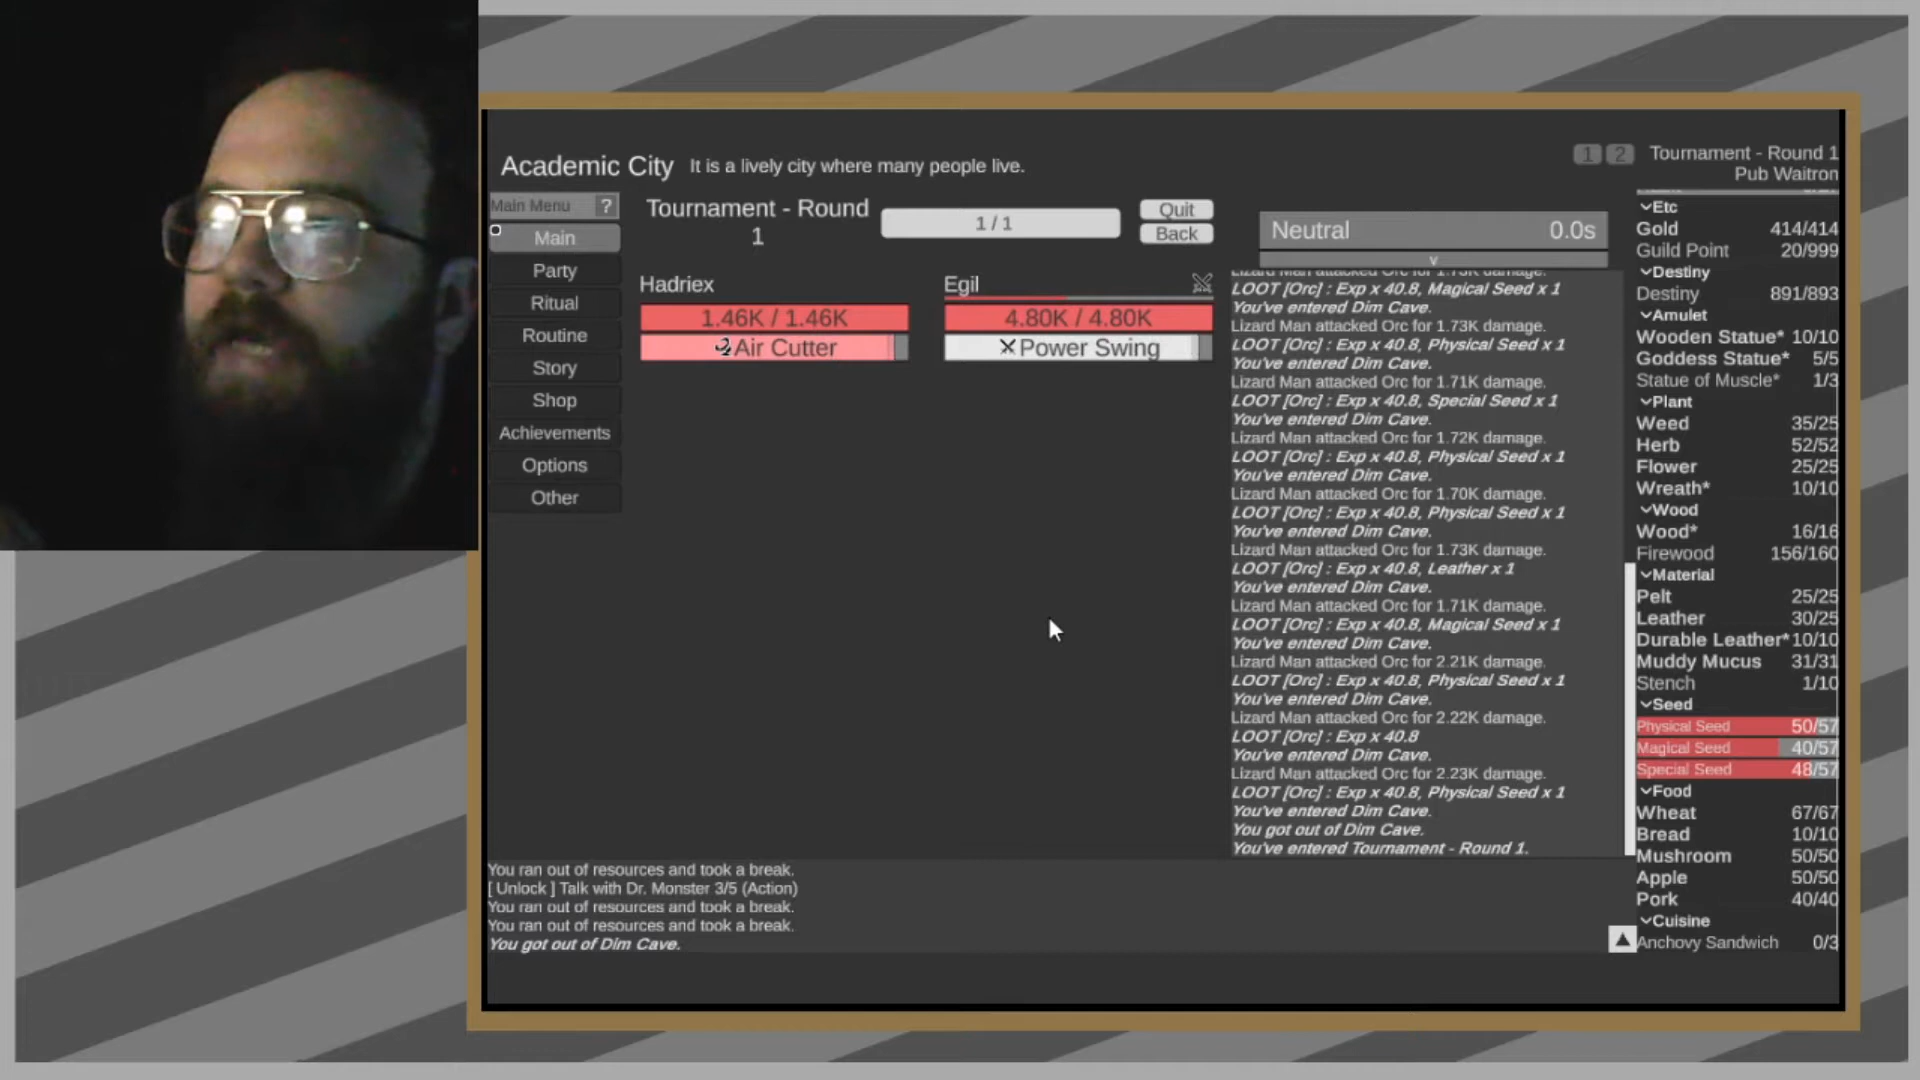 Academic City It is a lively city where many people live.
1 2 Tournament - Round 1
Pub Waitron
Main Menu ?
Main
Party
Ritual
Routine
Story
Shop
Achievements
Options
Other
Tournament - Round
1
1 / 1
Quit
Back
Hadriex
1.46K / 1.46K
Air Cutter
Egil
4.80K / 4.80K
Power Swing
Neutral 0.0s
v
Lizard Man attacked Orc for 1.73K damage.
LOOT [Orc] : Exp x 40.8, Magical Seed x 1
You've entered Dim Cave.
Lizard Man attacked Orc for 1.73K damage.
LOOT [Orc] : Exp x 40.8, Physical Seed x 1
You've entered Dim Cave.
Lizard Man attacked Orc for 1.71K damage.
LOOT [Orc] : Exp x 40.8, Special Seed x 1
You've entered Dim Cave.
Lizard Man attacked Orc for 1.72K damage.
LOOT [Orc] : Exp x 40.8, Physical Seed x 1
You've entered Dim Cave.
Lizard Man attacked Orc for 1.70K damage.
LOOT [Orc] : Exp x 40.8, Physical Seed x 1
You've entered Dim Cave.
Lizard Man attacked Orc for 1.73K damage.
LOOT [Orc] : Exp x 40.8, Leather x 1
You've entered Dim Cave.
Lizard Man attacked Orc for 1.71K damage.
LOOT [Orc] : Exp x 40.8, Magical Seed x 1
You've entered Dim Cave.
Lizard Man attacked Orc for 2.21K damage.
LOOT [Orc] : Exp x 40.8, Physical Seed x 1
You've entered Dim Cave.
Lizard Man attacked Orc for 2.22K damage.
LOOT [Orc] : Exp x 40.8
You've entered Dim Cave.
Lizard Man attacked Orc for 2.23K damage.
LOOT [Orc] : Exp x 40.8, Physical Seed x 1
You've entered Dim Cave.
You got out of Dim Cave.
You've entered Tournament - Round 1.
Etc
Gold 414/414
Guild Point 20/999
Destiny
Destiny 891/893
Amulet
Wooden Statue* 10/10
Goddess Statue* 5/5
Statue of Muscle* 1/3
Plant
Weed 35/25
Herb 52/52
Flower 25/25
Wreath* 10/10
Wood
Wood* 16/16
Firewood 156/160
Material
Pelt 25/25
Leather 30/25
Durable Leather* 10/10
Muddy Mucus 31/31
Stench 1/10
Seed
Physical Seed 50/57
Magical Seed 40/57
Special Seed 48/57
Food
Wheat 67/67
Bread 10/10
Mushroom 50/50
Apple 50/50
Pork 40/40
Cuisine
Anchovy Sandwich 0/3
You ran out of resources and took a break.
[ Unlock ] Talk with Dr. Monster 3/5 (Action)
You ran out of resources and took a break.
You ran out of resources and took a break.
You got out of Dim Cave.